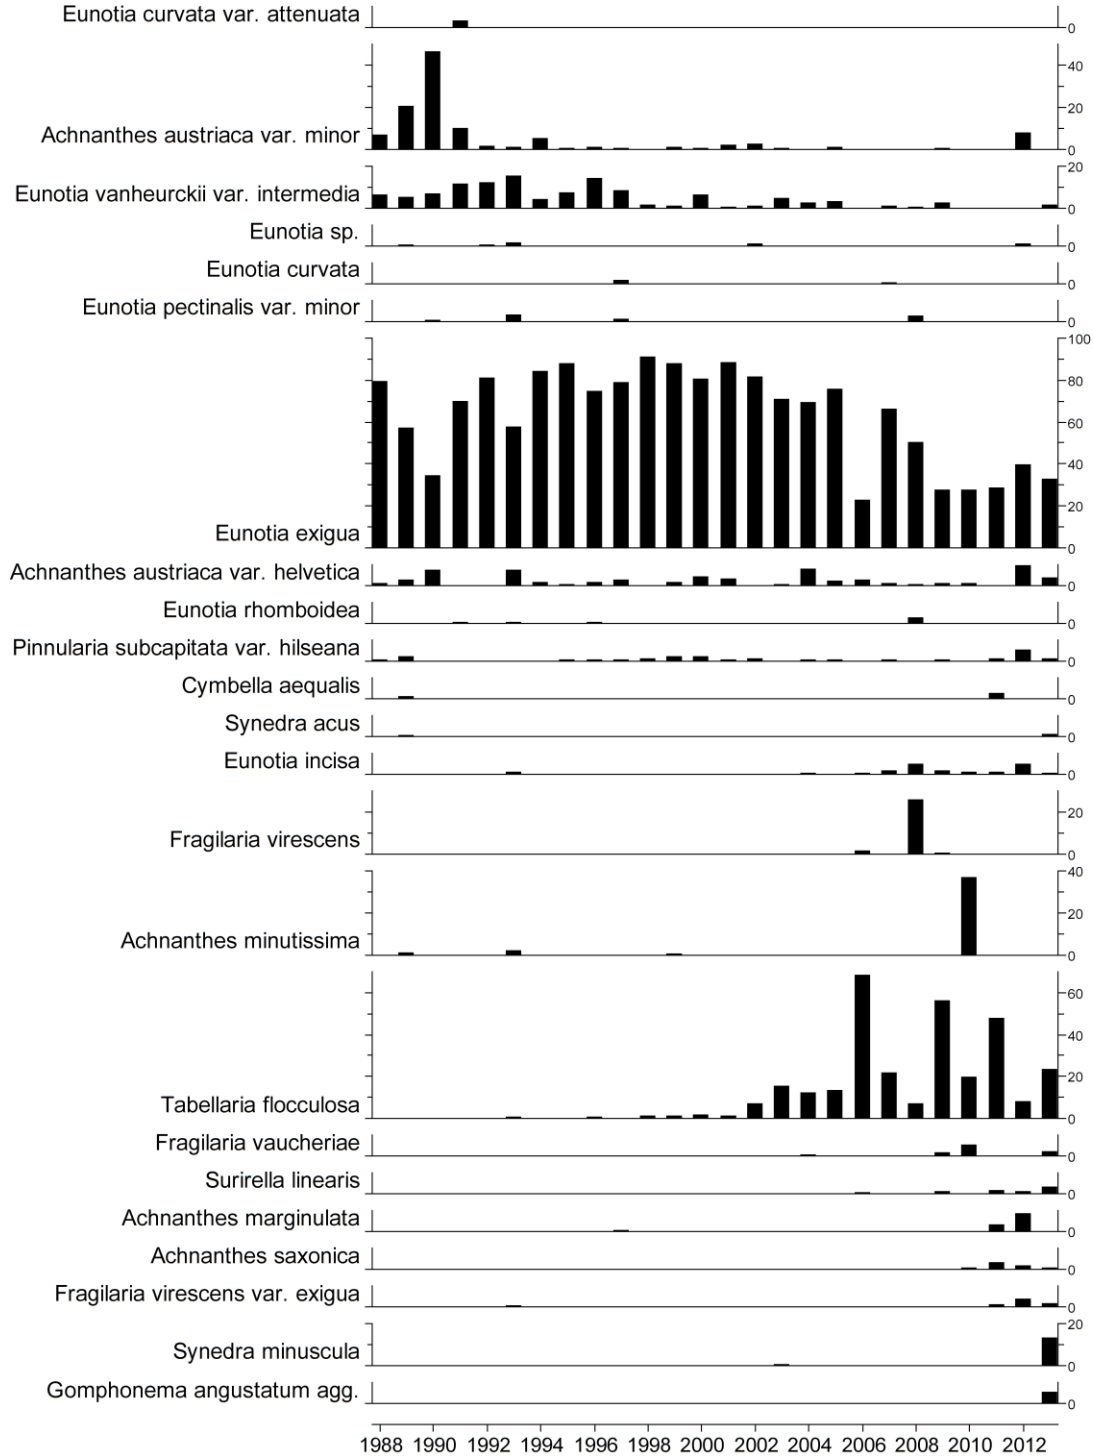 Eunotia curvata var. attenuata
0
40
20
Achnanthes austriaca var. minor
0
20
Eunotia vanheurckii var. intermedia
0
Eunotia sp.
0
Eunotia curvata
0
Eunotia pectinalis var. minor
0
100
80
60
40
20
Eunotia exigua
0
Achnanthes austriaca var. helvetica
0
Eunotia rhomboidea
0
Pinnularia subcapitata var. hilseana
0
Cymbella aequalis
0
Synedra acus
0
Eunotia incisa
0
20
Fragilaria virescens
0
40
20
Achnanthes minutissima
0
60
40
20
Tabellaria flocculosa
0
Fragilaria vaucheriae
0
Surirella linearis
0
Achnanthes marginulata
0
Achnanthes saxonica
0
Fragilaria virescens var. exigua
0
20
Synedra minuscula
0
Gomphonema angustatum agg.
0
1988 1990 1992 1994 1996 1998 2000 2002 2004 2006 2008 2010 2012